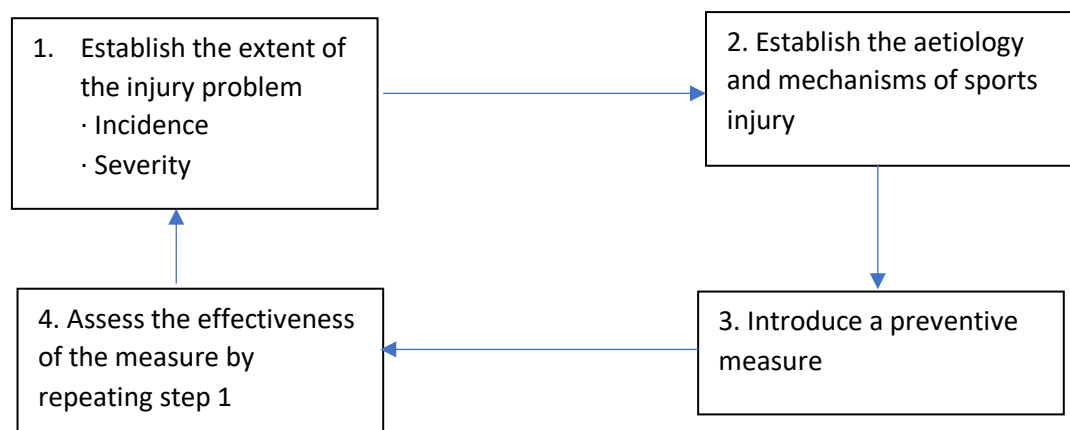 1. Establish the extent of
the injury problem
· Incidence
· Severity
2. Establish the aetiology
and mechanisms of sports
injury
3. Introduce a preventive
measure
4. Assess the effectiveness
of the measure by
repeating step 1